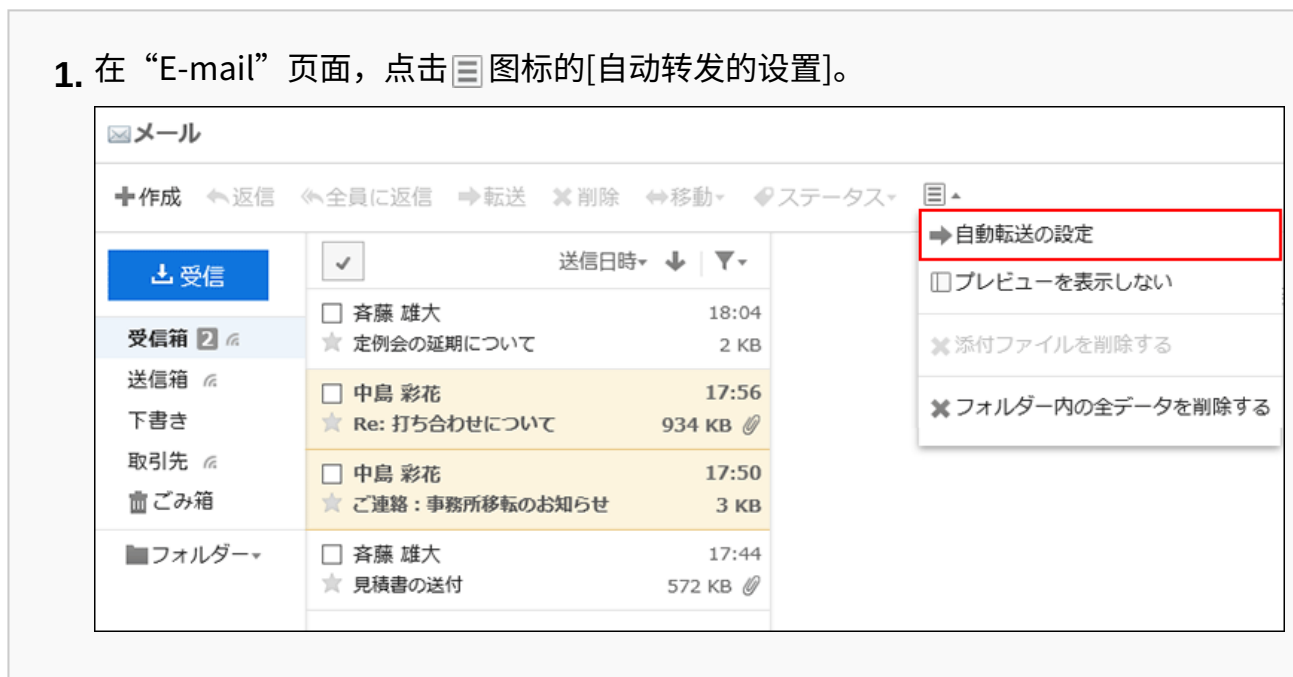 1. 在“E-mail”页面，点击图标的[自动转发的设置]。
メール
作成 返信 全員に返信 転送 削除 移動 ステータス
自動転送の設定
プレビューを表示しない
添付ファイルを削除する
フォルダー内の全データを削除する
受信
受信箱 2
送信箱
下書き
取引先
ごみ箱
フォルダー
送信日時
斉藤 雄大 18:04
定例会の延期について 2 KB
中島 彩花 17:56
Re: 打ち合わせについて 934 KB
中島 彩花 17:50
ご連絡：事務所移転のお知らせ 3 KB
斉藤 雄大 17:44
見積書の送付 572 KB